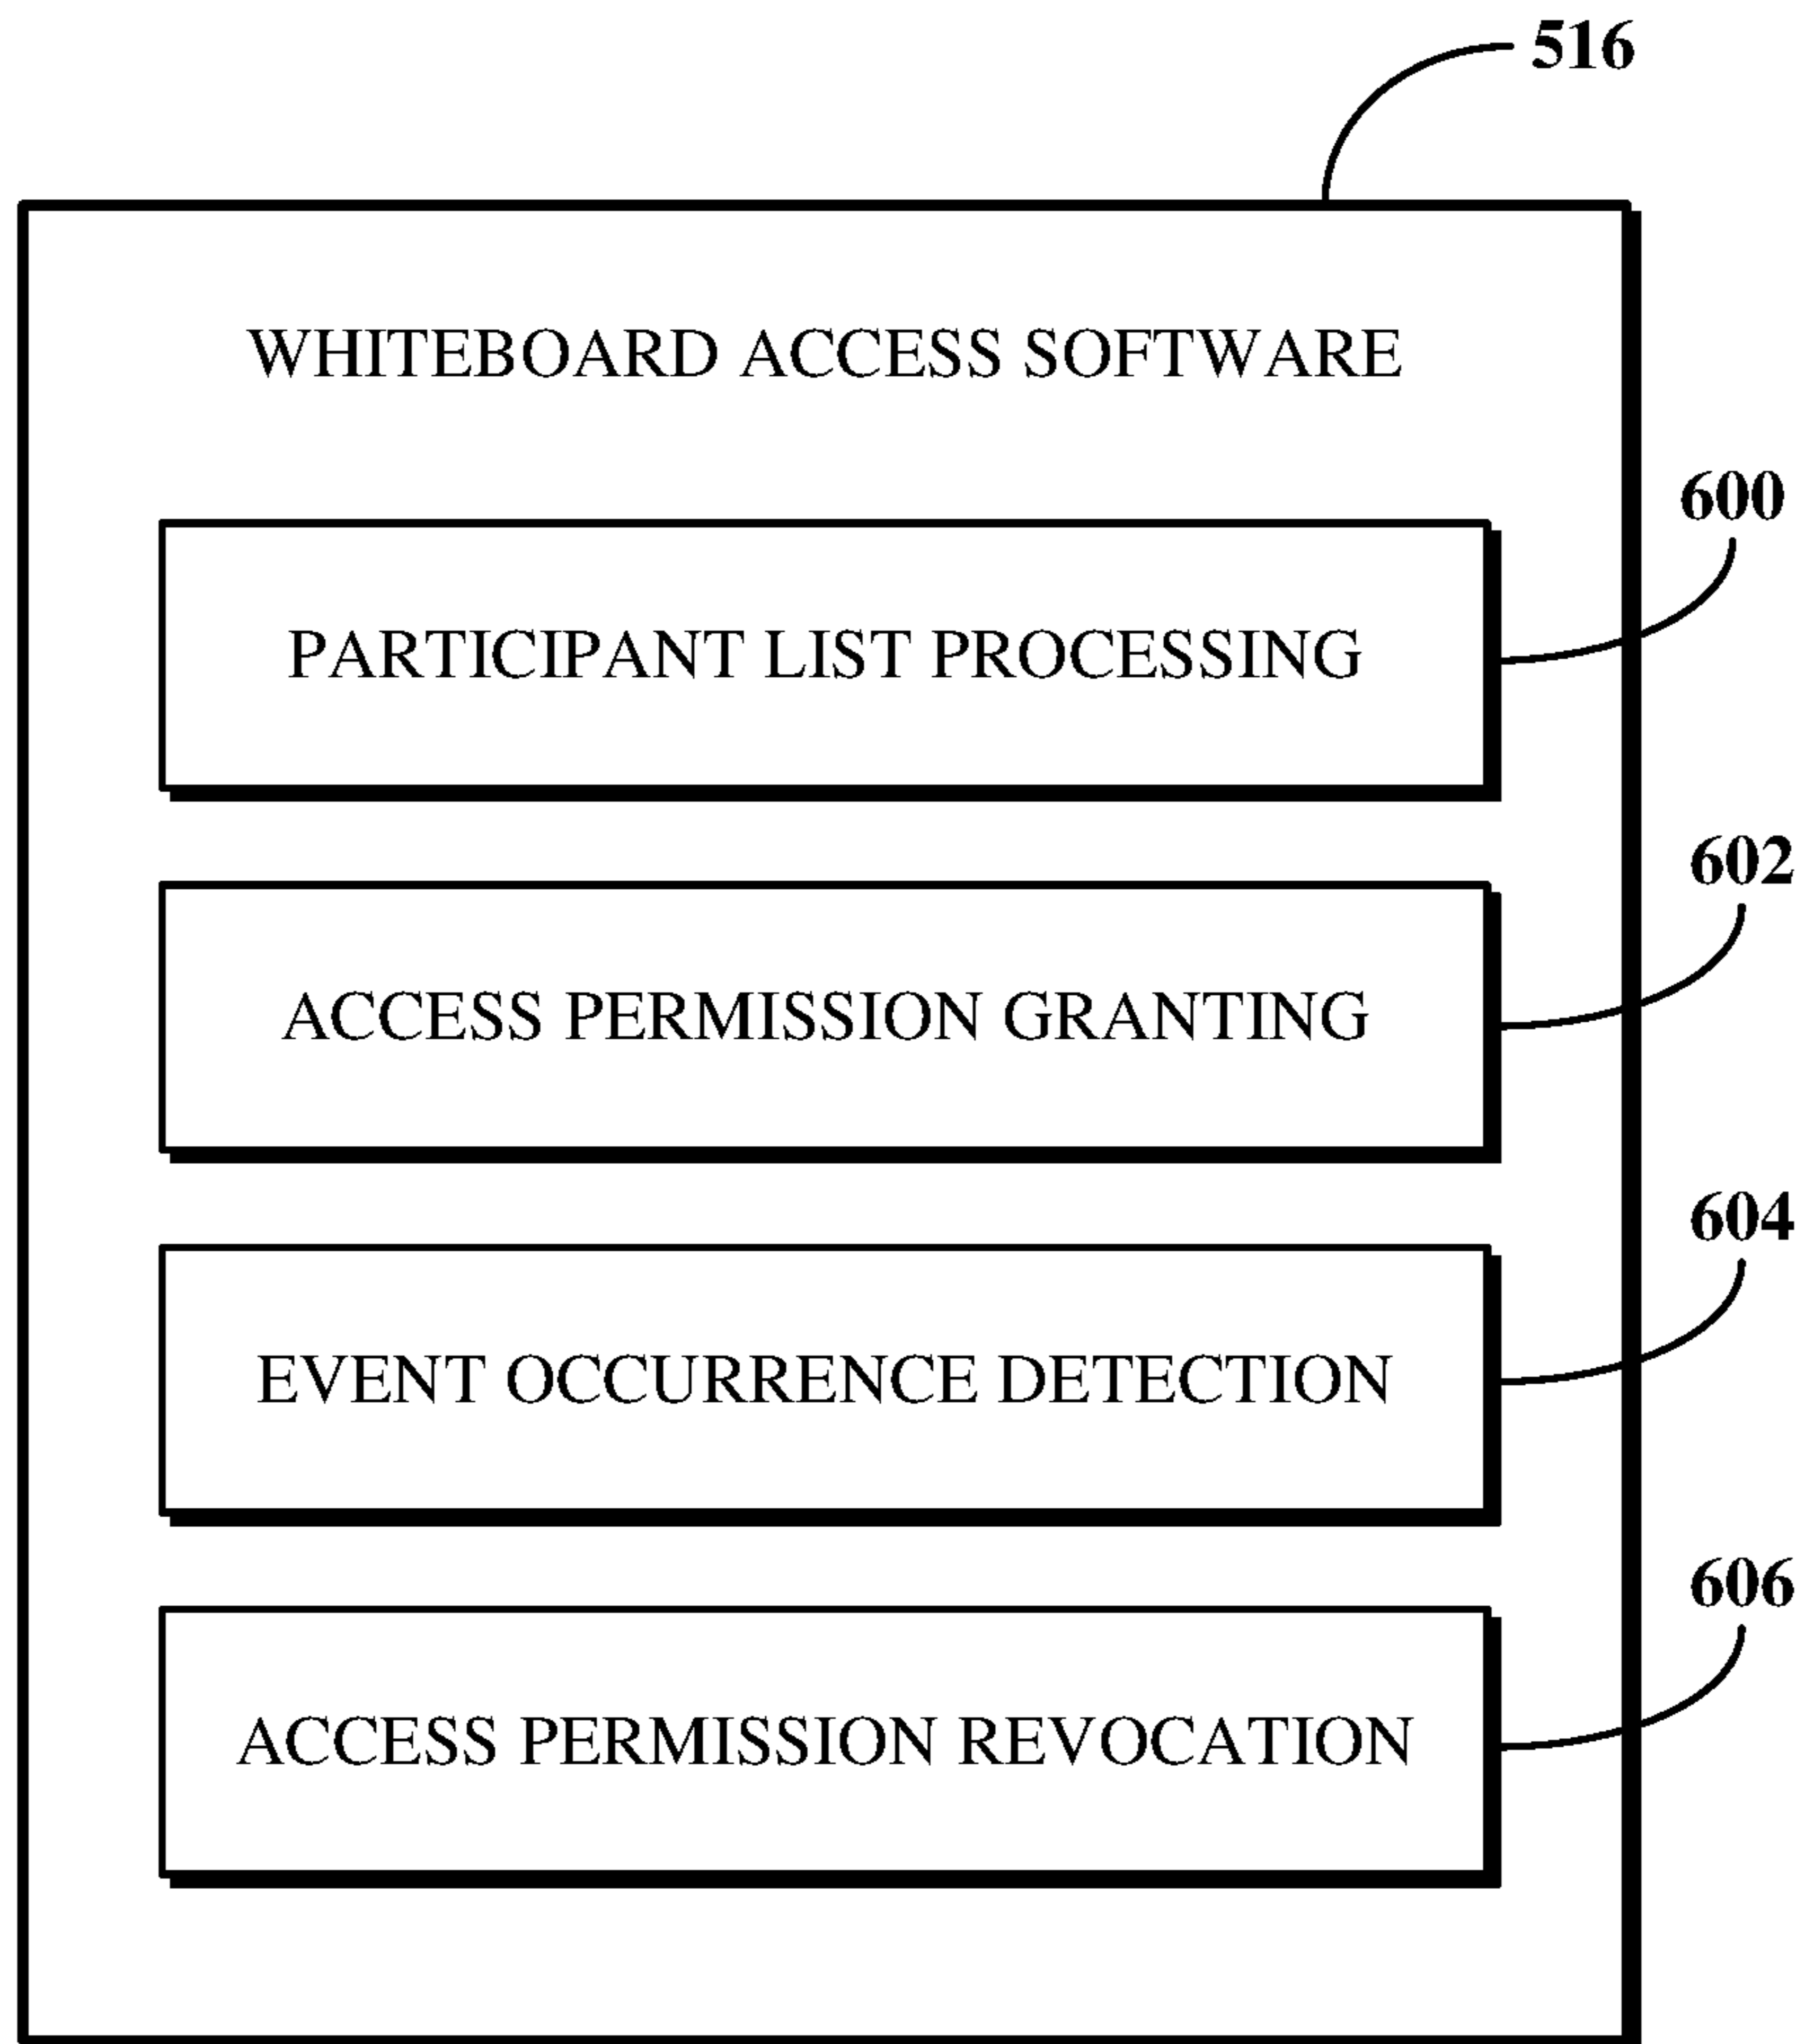 516
WHITEBOARD ACCESS SOFTWARE
600
PARTICIPANT LIST PROCESSING
602
ACCESS PERMISSION GRANTING
604
EVENT OCCURRENCE DETECTION
606
ACCESS PERMISSION REVOCATION